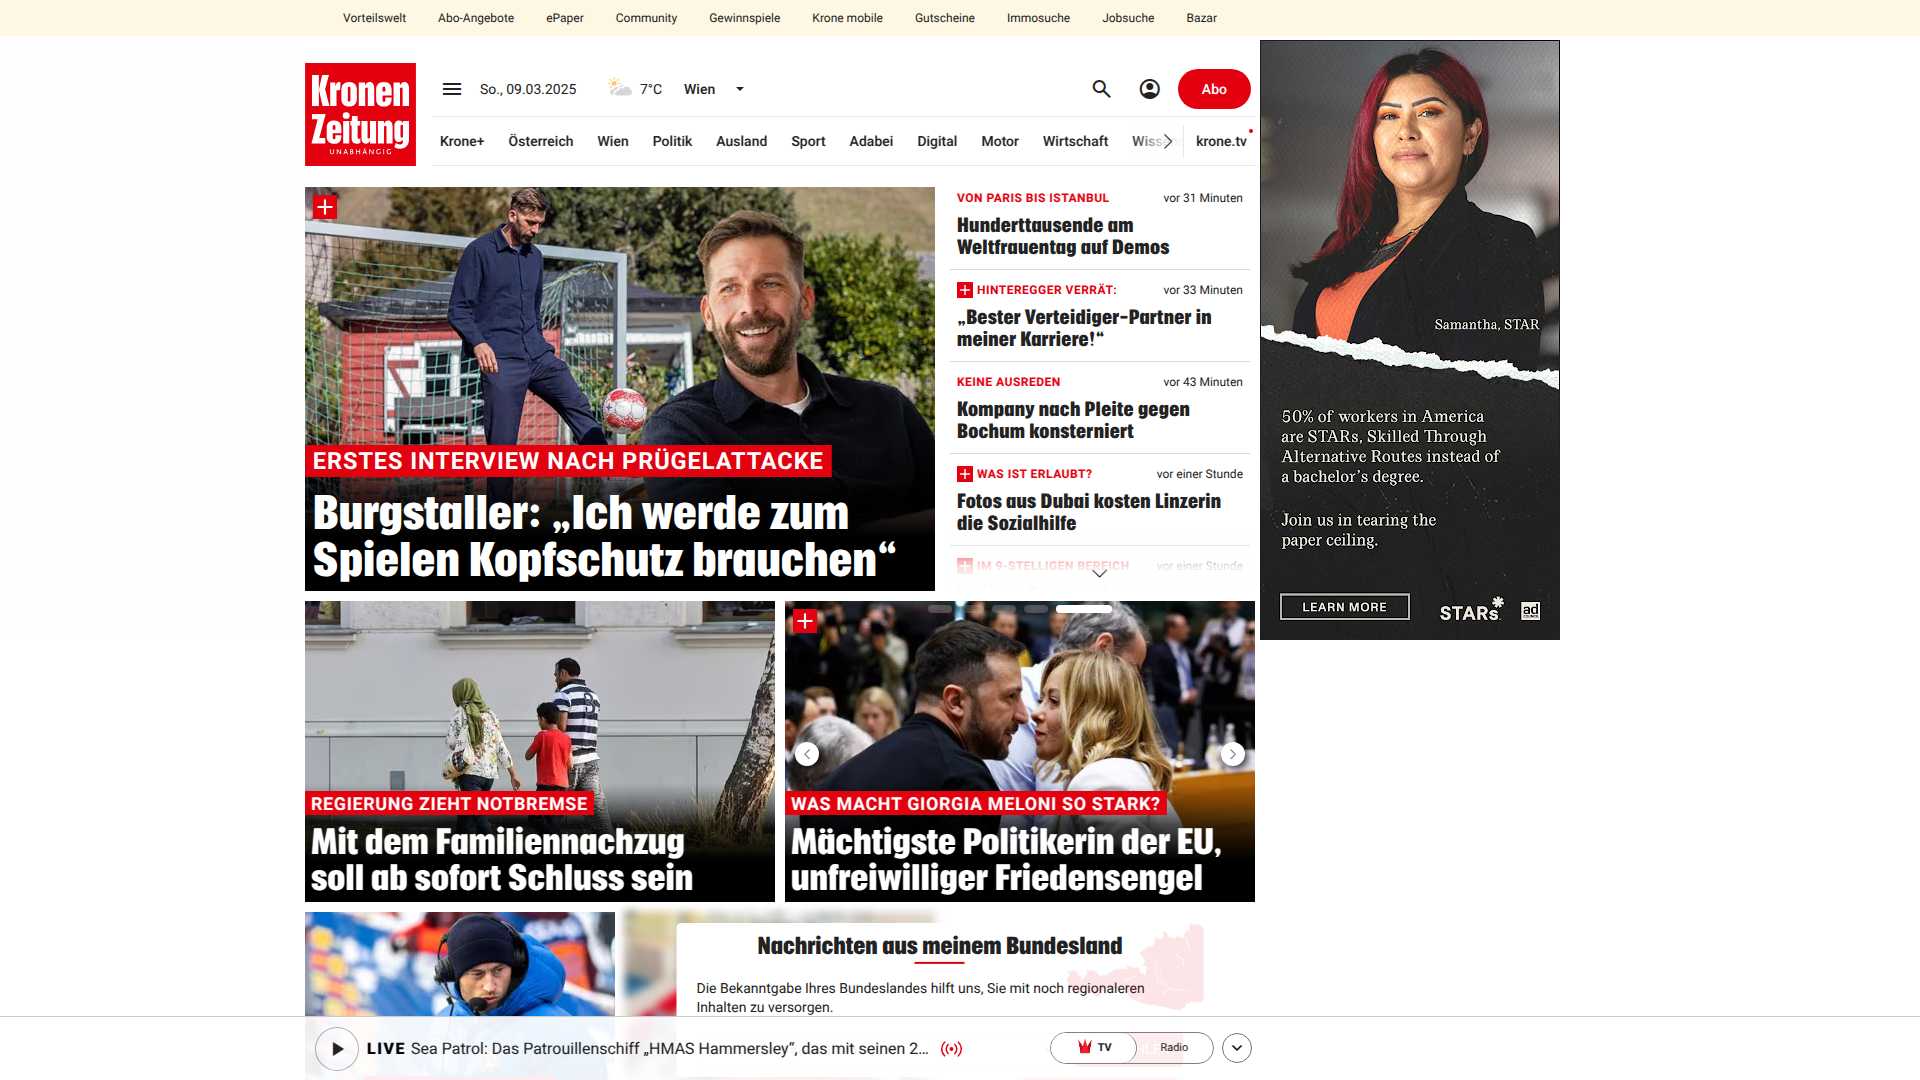 Vorteilswelt Abo-Angebote ePaper Community Gewinnspiele Krone mobile Gutscheine Immosuche Jobsuche Bazar
Kronen
Zeitung
UNABHÄNGIG
So., 09.03.2025 7°C Wien
Abo
Krone+ Österreich Wien Politik Ausland Sport Adabei Digital Motor Wirtschaft krone.tv
ERSTES INTERVIEW NACH PRÜGELATTACKE
Burgstaller: „Ich werde zum
Spielen Kopfschutz brauchen“
VON PARIS BIS ISTANBUL vor 31 Minuten
Hunderttausende am
Weltfrauentag auf Demos
HINTEREGGER VERRÄT: vor 33 Minuten
„Bester Verteidiger-Partner in
meiner Karriere!“
KEINE AUSREDEN vor 43 Minuten
Kompany nach Pleite gegen
Bochum konsterniert
WAS IST ERLAUBT? vor einer Stunde
Fotos aus Dubai kosten Linzerin
die Sozialhilfe
IM 9-STELLIGEN BEREICH vor einer Stunde
Samantha, STAR
50% of workers in America
are STARs, Skilled Through
Alternative Routes instead of
a bachelor’s degree.
Join us in tearing the
paper ceiling.
LEARN MORE
STARs
ad
REGIERUNG ZIEHT NOTBREMSE
Mit dem Familiennachzug
soll ab sofort Schluss sein
WAS MACHT GIORGIA MELONI SO STARK?
Mächtigste Politikerin der EU,
unfreiwilliger Friedensengel
Nachrichten aus meinem Bundesland
Die Bekanntgabe Ihres Bundeslandes hilft uns, Sie mit noch regionaleren
Inhalten zu versorgen.
LIVE Sea Patrol: Das Patrouillenschiff „HMAS Hammersley“, das mit seinen 2...
TV Radio